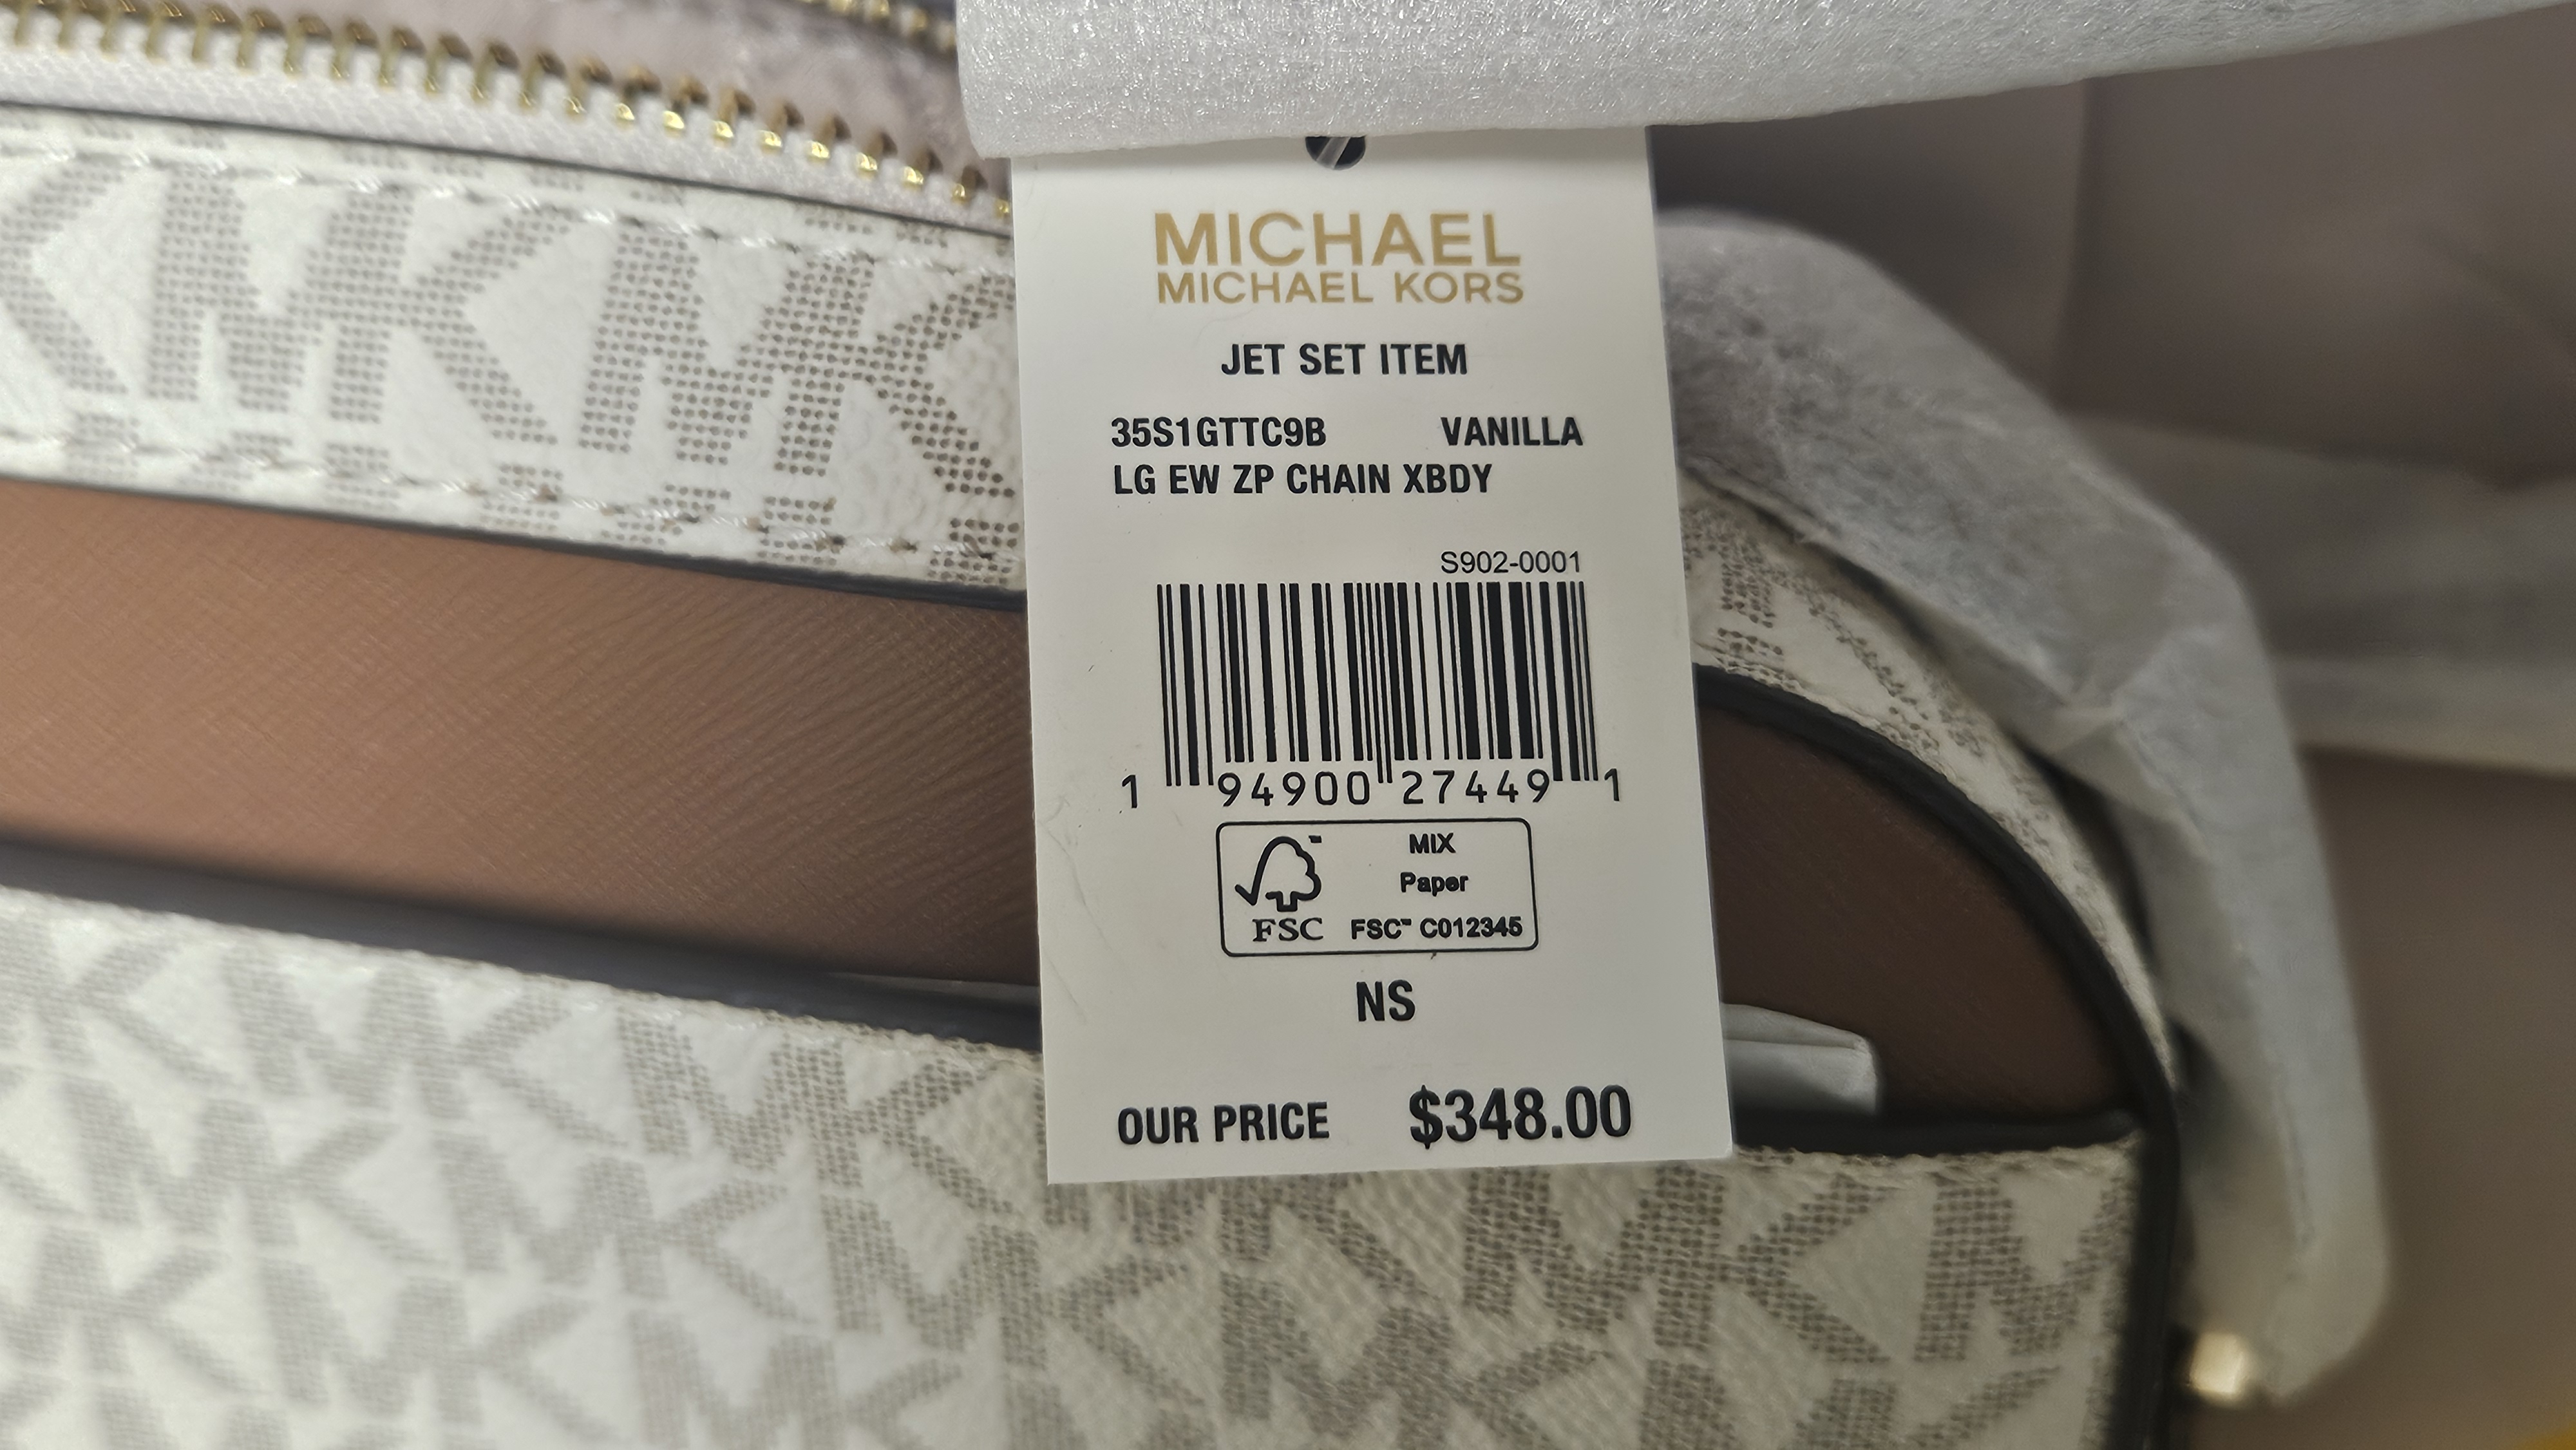 MICHAEL
MICHAEL KORS
JET SET ITEM
35S1GTTC9B VANILLA
LG EW ZP CHAIN XBDY
S902-0001
1 94900 27449 1
FSC
MIX
Paper
FSC™ C012345
NS
OUR PRICE $348.00